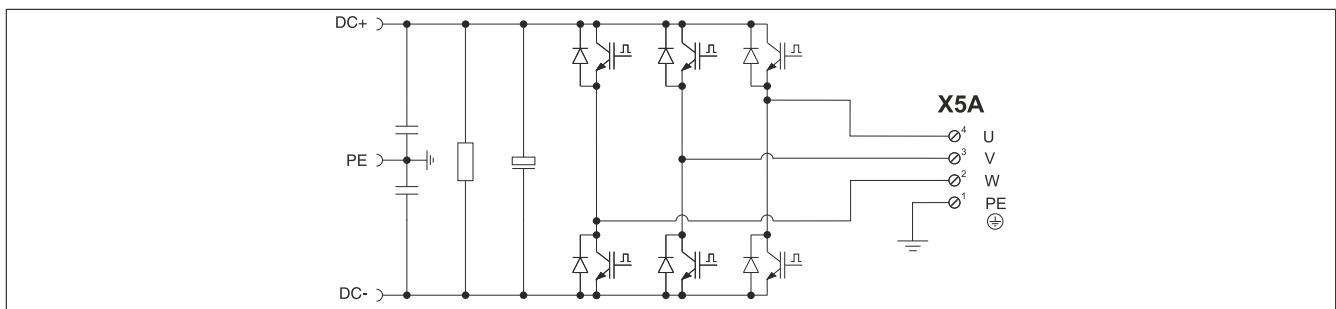 DC+
X5A
4 U
3 V
PE
2 W
1 PE
DC-